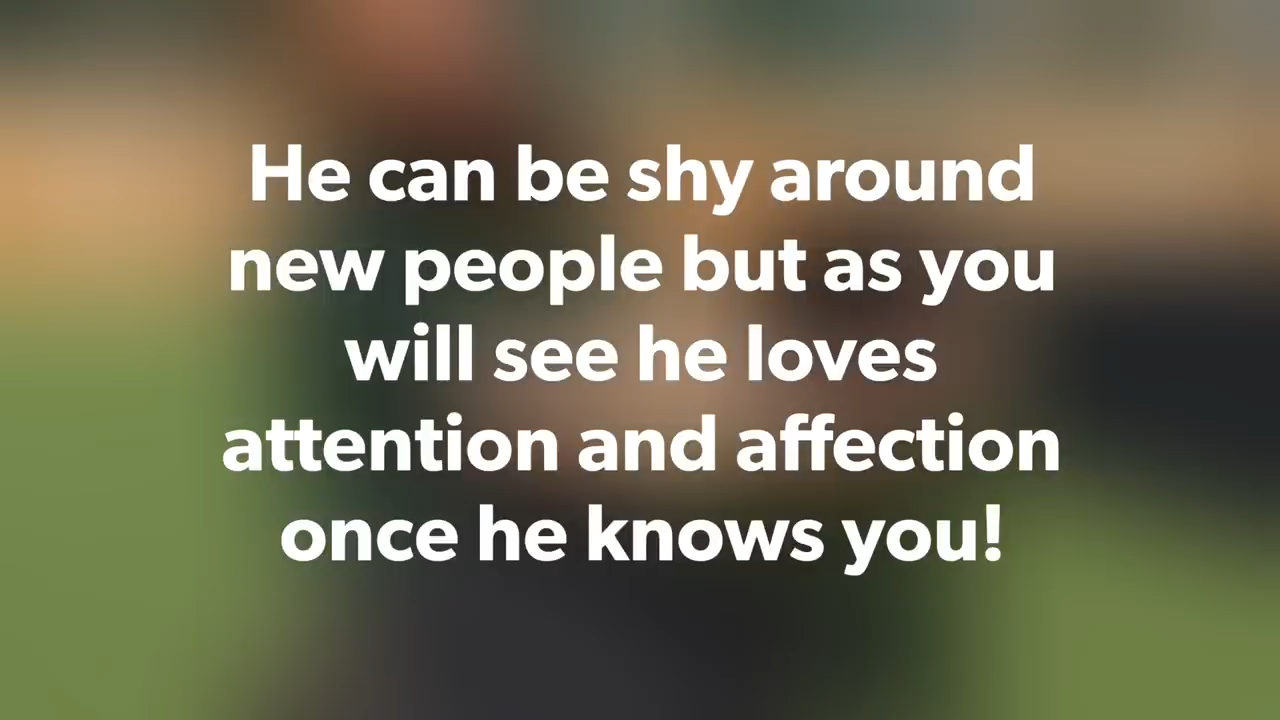 He can be shy around
new people but as you
will see he loves
attention and affection
once he knows you!